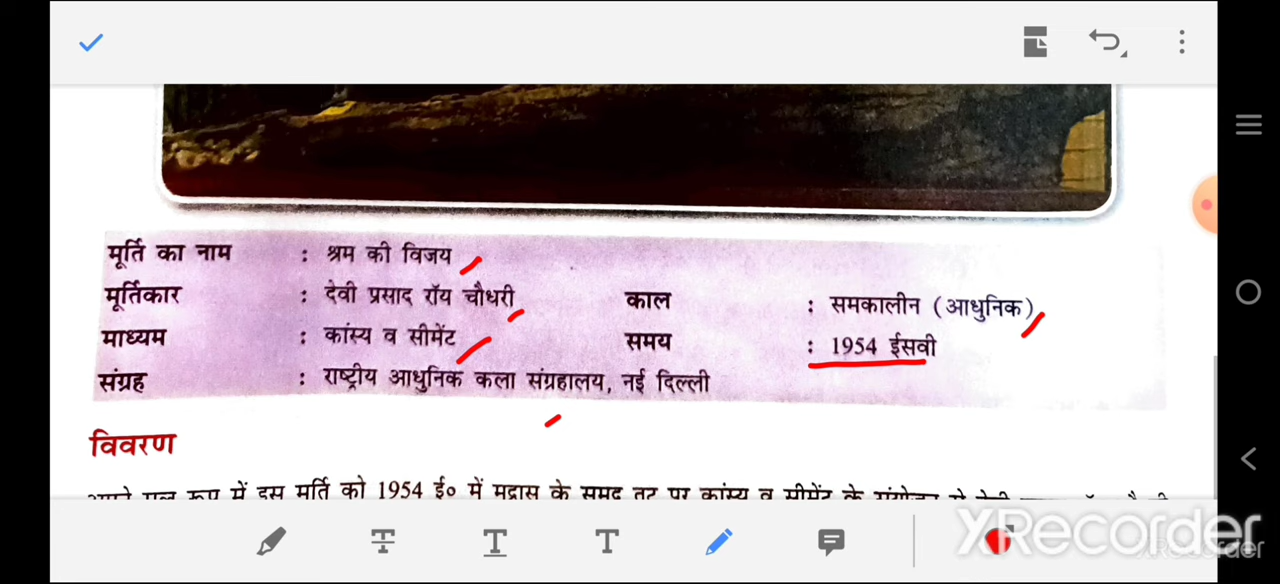 मूर्ति का नाम : श्रम की विजय
मूर्तिकार : देवी प्रसाद रॉय चौधरी काल : समकालीन (आधुनिक)
माध्यम : कांस्य व सीमेंट समय : 1954 ईसवी
संग्रह : राष्ट्रीय आधुनिक कला संग्रहालय, नई दिल्ली
विवरण
रूप में इस मूर्ति को 1954 ई० में मद्रास के समुद्र तट पर कांस्य व सीमेंट के
T T T
XRecorder
XRecorder